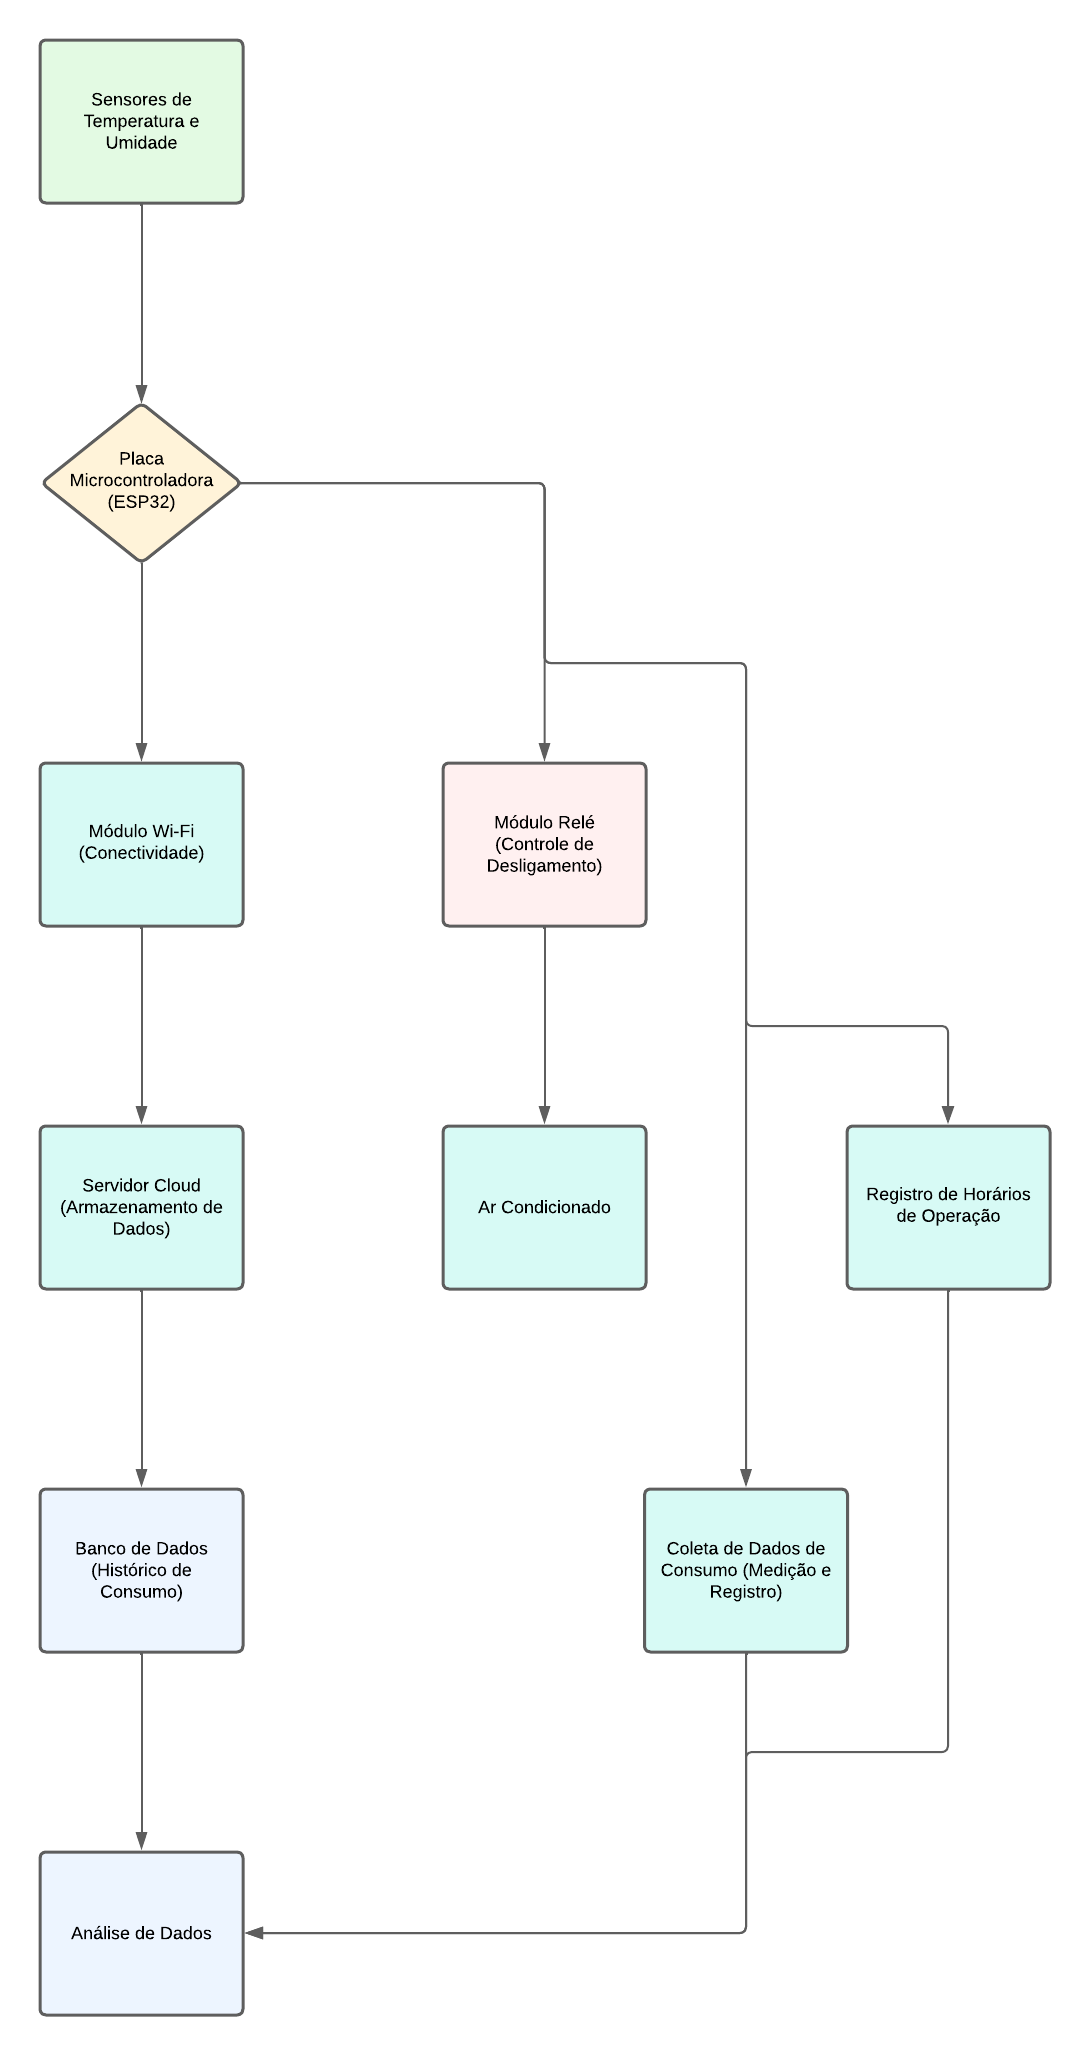 Sensores de
Temperatura e
Umidade
Placa
Microcontroladora
(ESP32)
Módulo Wi-Fi
(Conectividade)
Módulo Relé
(Controle de
Desligamento)
Servidor Cloud
(Armazenamento de
Dados)
Ar Condicionado
Registro de Horários
de Operação
Banco de Dados
(Histórico de
Consumo)
Coleta de Dados de
Consumo (Medição e
Registro)
Análise de Dados